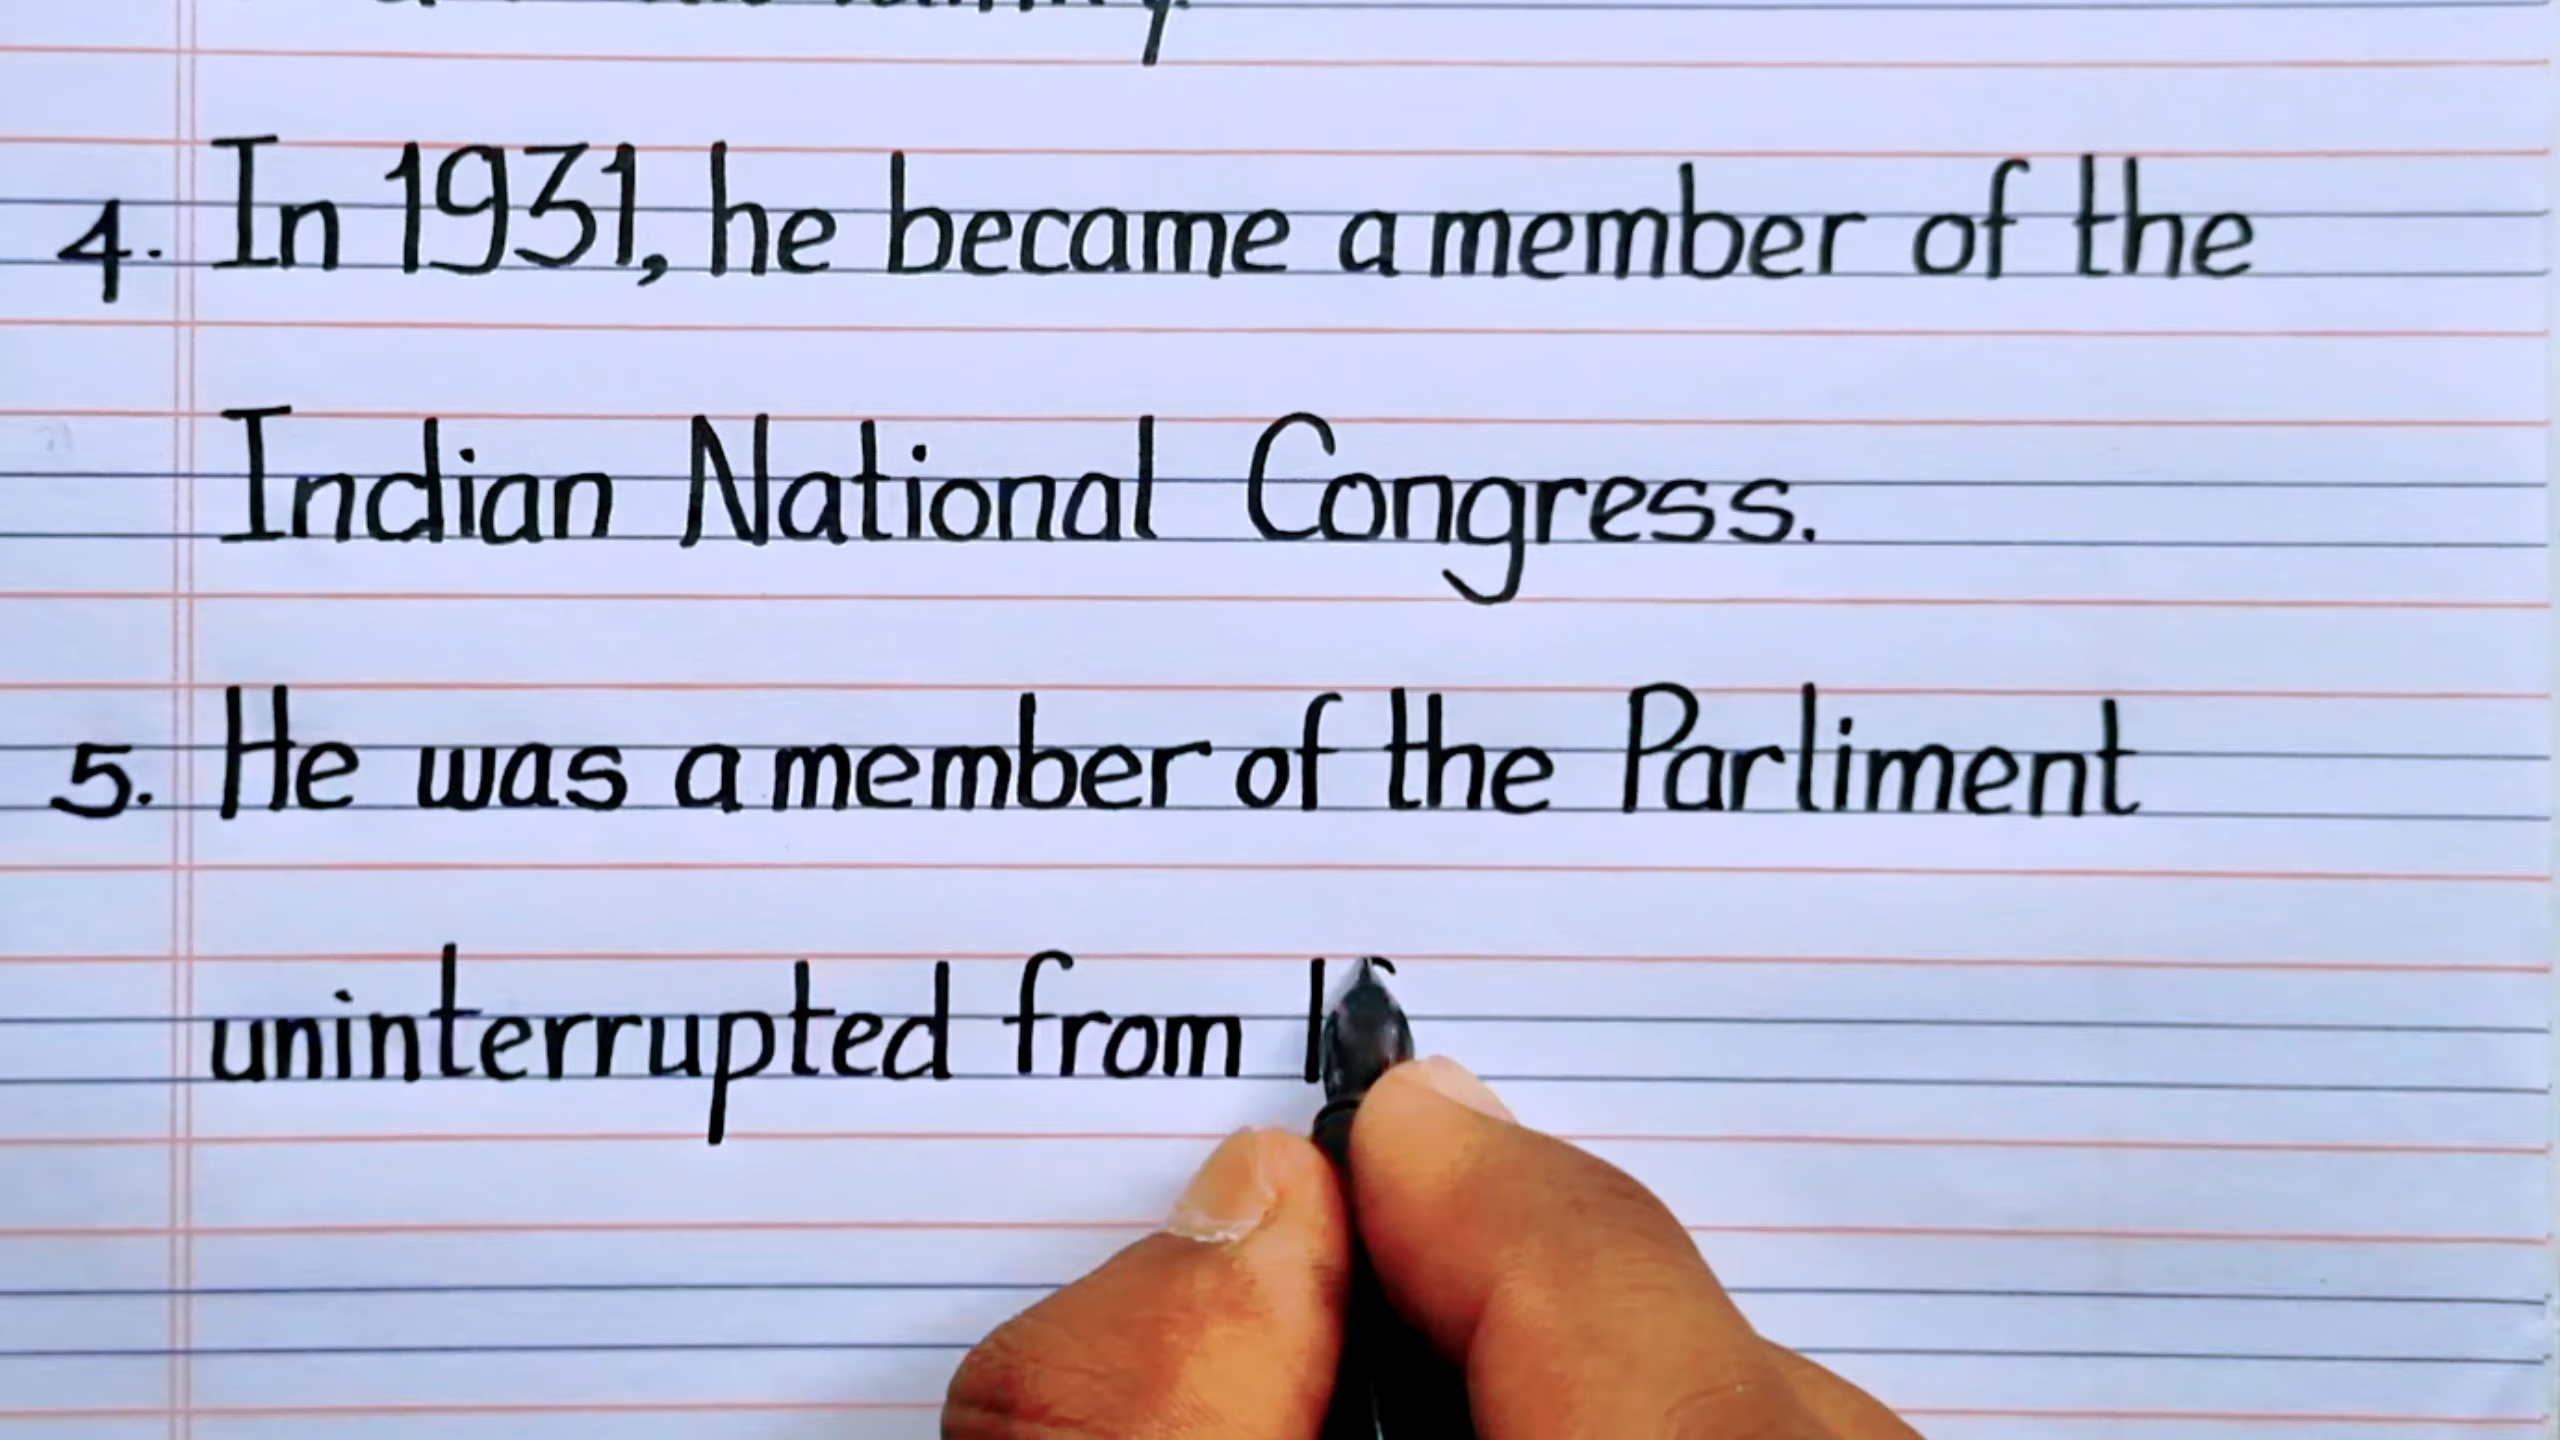 4. In 1931, he became a member of the
Indian National Congress.
5. He was a member of the Parliment
uninterrupted from